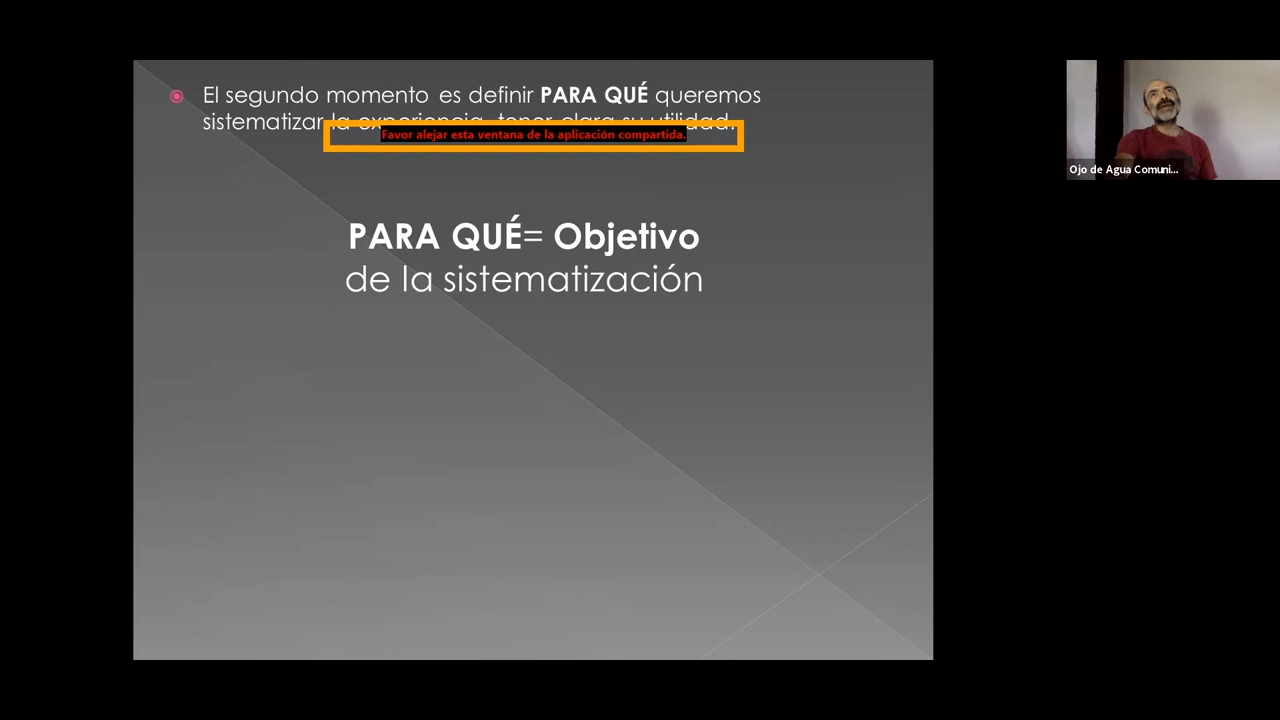 El segundo momento es definir PARA QUÉ queremos
sistematizar la experiencia, tener clara su utilidad.
Favor alejar esta ventana de la aplicación compartida.
PARA QUÉ= Objetivo
de la sistematización
Ojo de Agua Comuni...